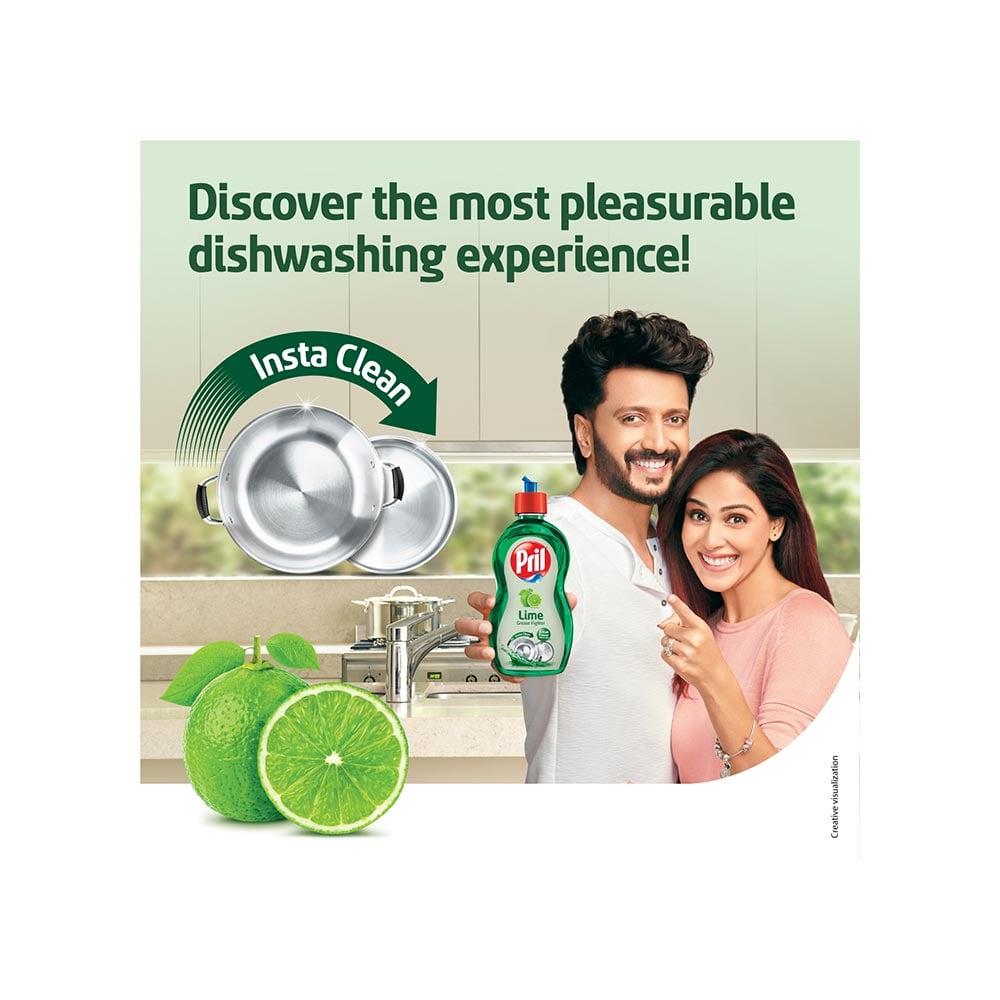 Discover the most pleasurable
dishwashing experience!
Insta Clean
Pril
Lime
Grease Fighter
Creative visualization